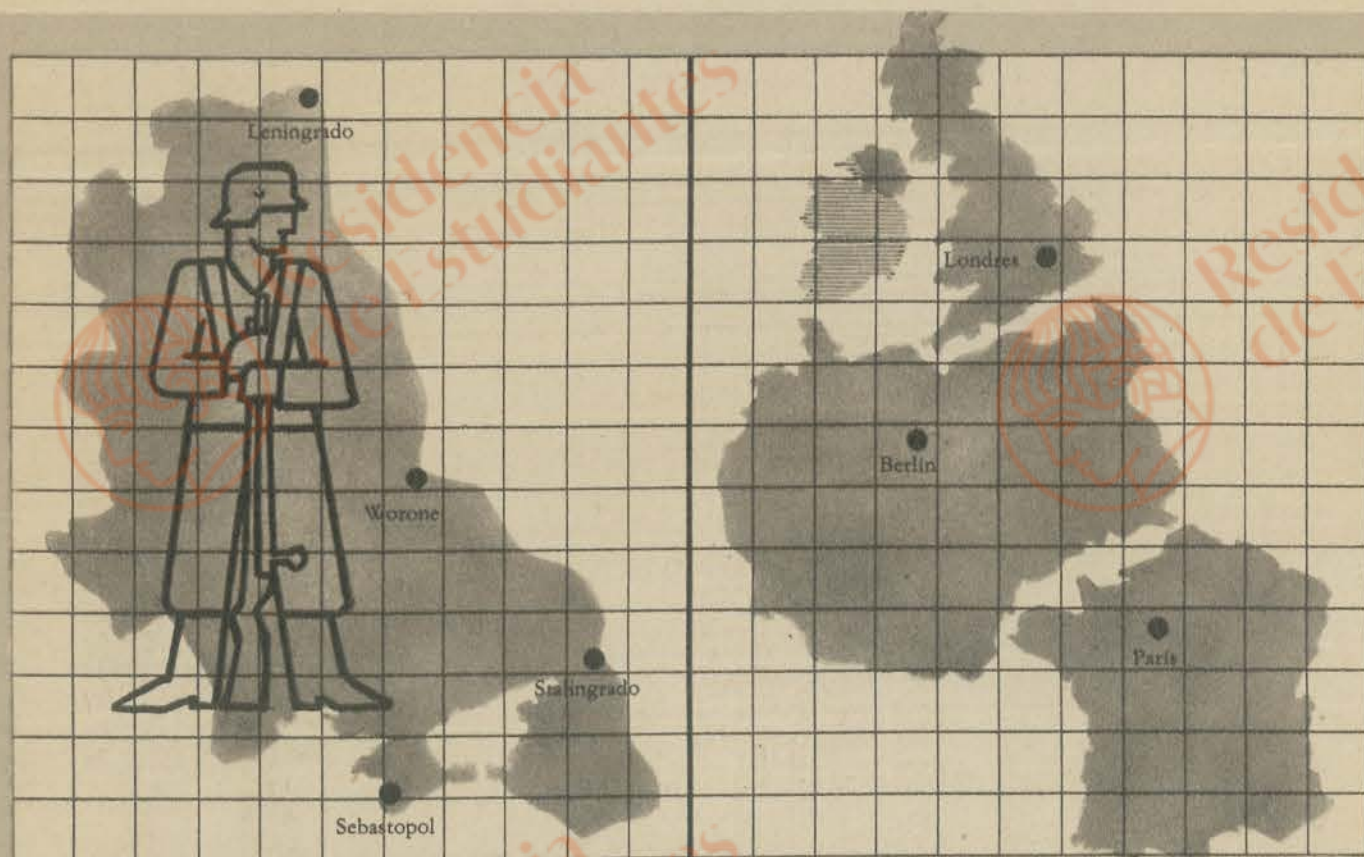 Leningrado
Worone
Stalingrado
Sebastopol
Londres
Berlin
París
Residencia
de Estudiantes